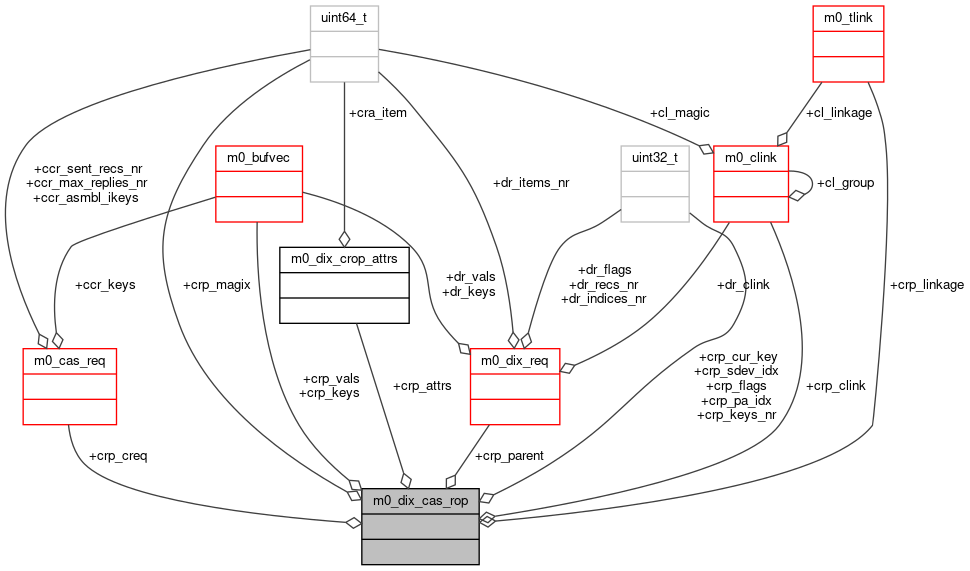 uint64_t
m0_tlink
+cra_item
+cl_magic
+cl_linkage
m0_bufvec
uint32_t
m0_clink
+ccr_sent_recs_nr
+ccr_max_replies_nr
+ccr_asmbl_ikeys
+dr_items_nr
+cl_group
m0_dix_crop_attrs
+ccr_keys
+crp_magix
+dr_vals
+dr_keys
+dr_flags
+dr_recs_nr
+dr_indices_nr
+dr_clink
+crp_linkage
m0_cas_req
m0_dix_req
+crp_vals
+crp_keys
+crp_attrs
+crp_cur_key
+crp_sdev_idx
+crp_flags
+crp_pa_idx
+crp_keys_nr
+crp_clink
+crp_creq
+crp_parent
m0_dix_cas_rop